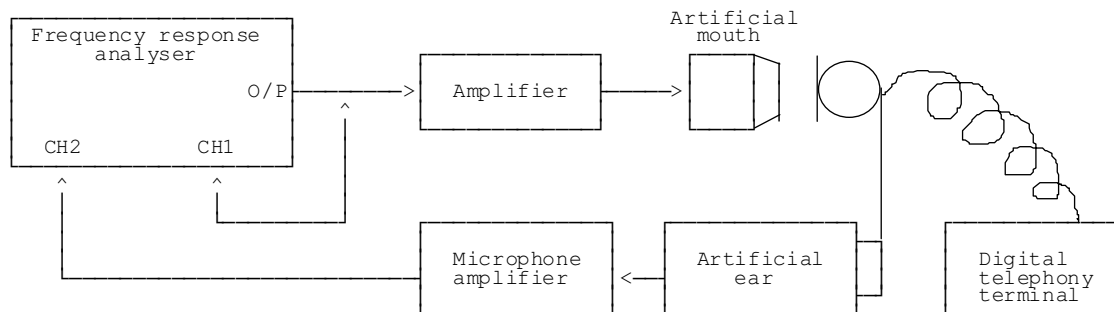 Artificial
mouth
Frequency response
analyser
O/P
Amplifier
CH2
CH1
Microphone
amplifier
Artificial
ear
Digital
telephony
terminal